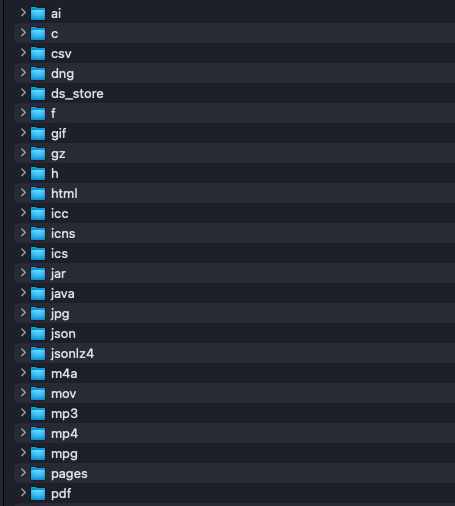 ai
c
csv
dng
ds_store
f
gif
gz
h
html
icc
icns
ics
jar
java
jpg
json
jsonlz4
m4a
mov
mp3
mp4
mpg
pages
pdf